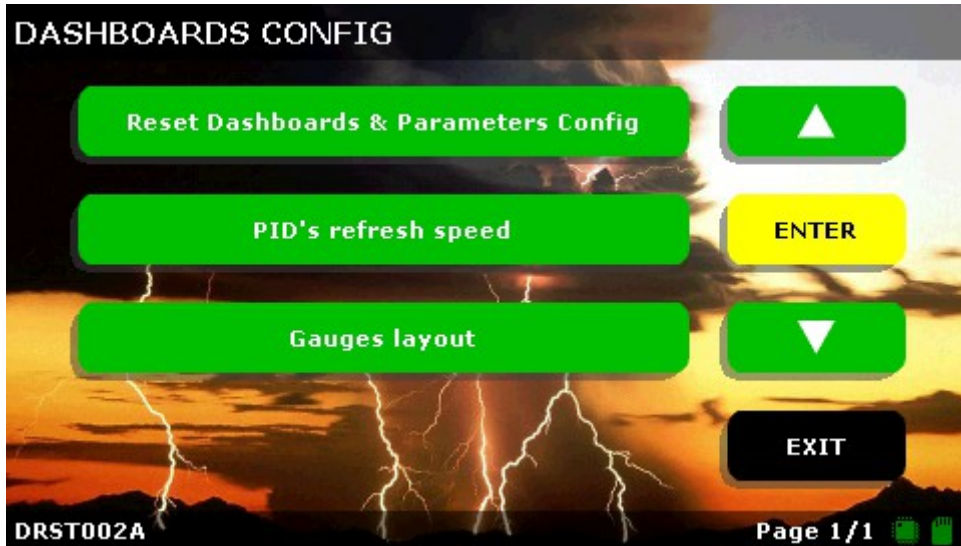 DASHBOARDS CONFIG
Reset Dashboards & Parameters Config
PID's refresh speed
ENTER
Gauges layout
EXIT
DRST002A
Page 1/1